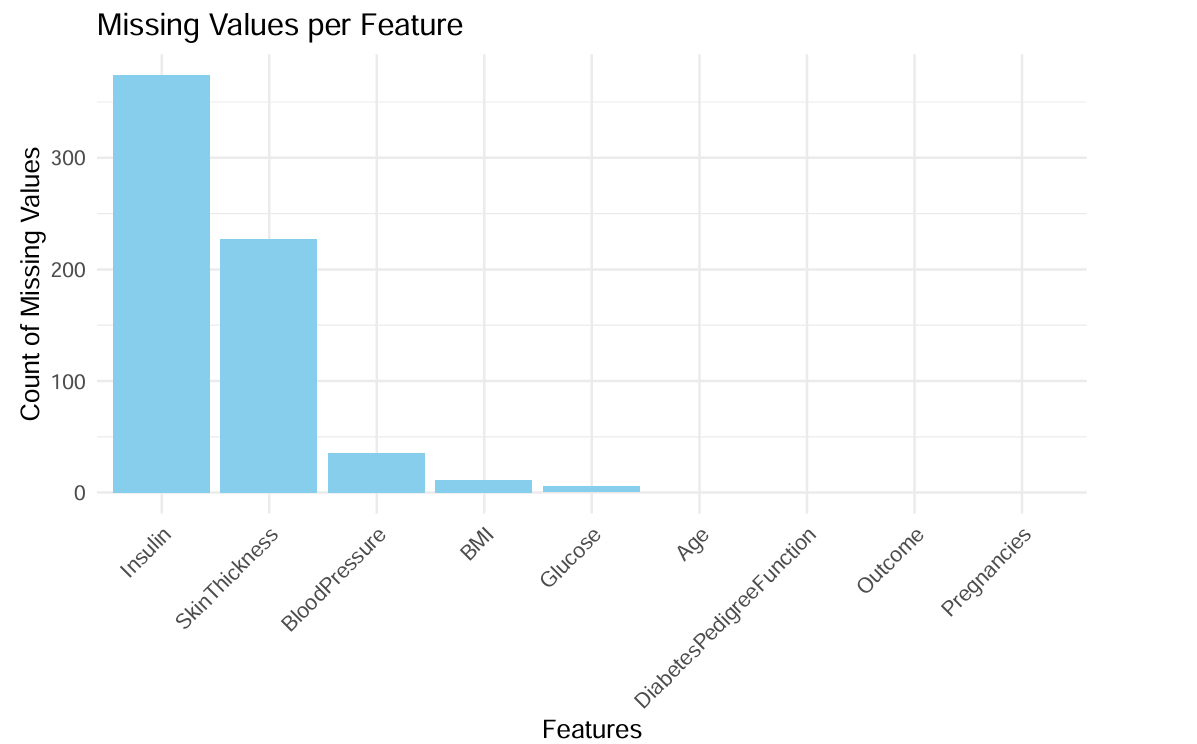 Missing Values per Feature
Count of Missing Values
300
200
100
0
Insulin
SkinThickness
BloodPressure
BMI
Glucose
Age
DiabetesPedigreeFunction
Outcome
Pregnancies
Features